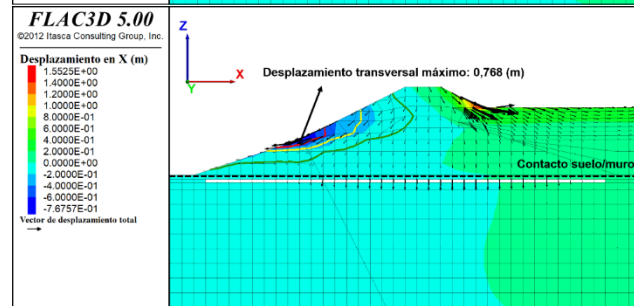 FLAC3D 5.00
©2012 Itasca Consulting Group, Inc.
Desplazamiento en X (m)
1.5525E+00
1.4000E+00
1.2000E+00
1.0000E+00
8.0000E-01
6.0000E-01
4.0000E-01
2.0000E-01
0.0000E+00
-2.0000E-01
-4.0000E-01
-6.0000E-01
-7.6757E-01
Vector de desplazamiento total
Z
X
Y
Desplazamiento transversal máximo: 0,768 (m)
Contacto suelo/muro